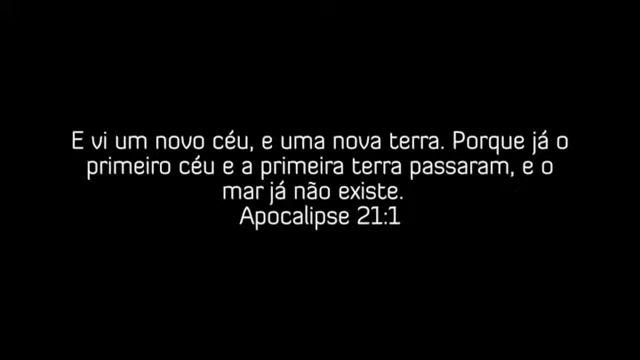 E vi um novo céu, e uma nova terra. Porque já o
primeiro céu e a primeira terra passaram, e o
mar já não existe.
Apocalipse 21:1